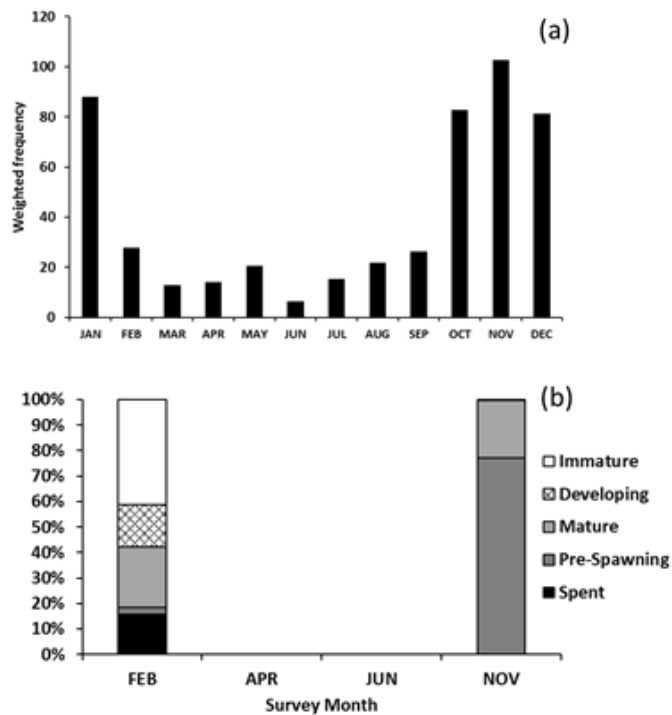 (a)
Weighted frequency
120
100
80
60
40
20
0
JAN FEB MAR APR MAY JUN JUL AUG SEP OCT NOV DEC
(b)
100%
90%
80%
70%
60%
50%
40%
30%
20%
10%
0%
Immature
Developing
Mature
Pre-Spawning
Spent
FEB APR JUN NOV
Survey Month